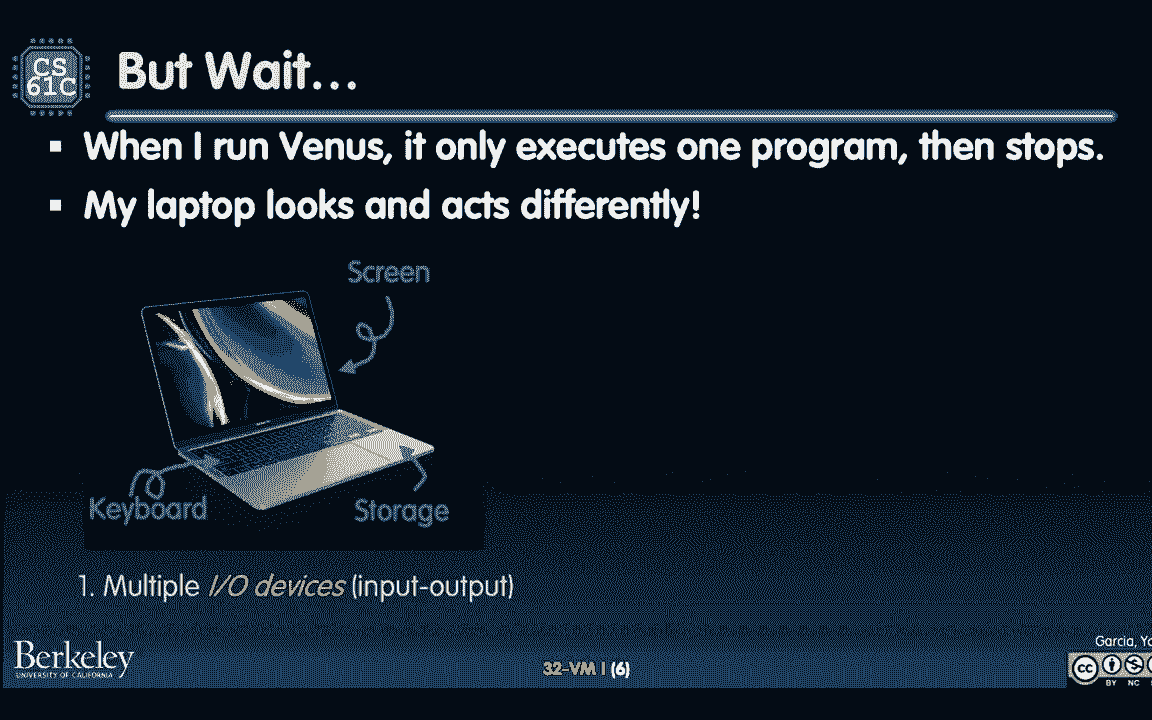 CS
61C
But Wait…
▪ When I run Venus, it only executes one program, then stops.
▪ My laptop looks and acts differently!
Screen
Keyboard
Storage
1. Multiple I/O devices (input-output)
Berkeley
UNIVERSITY OF CALIFORNIA
32-VM I (6)
Garcia,
cc
BY NC